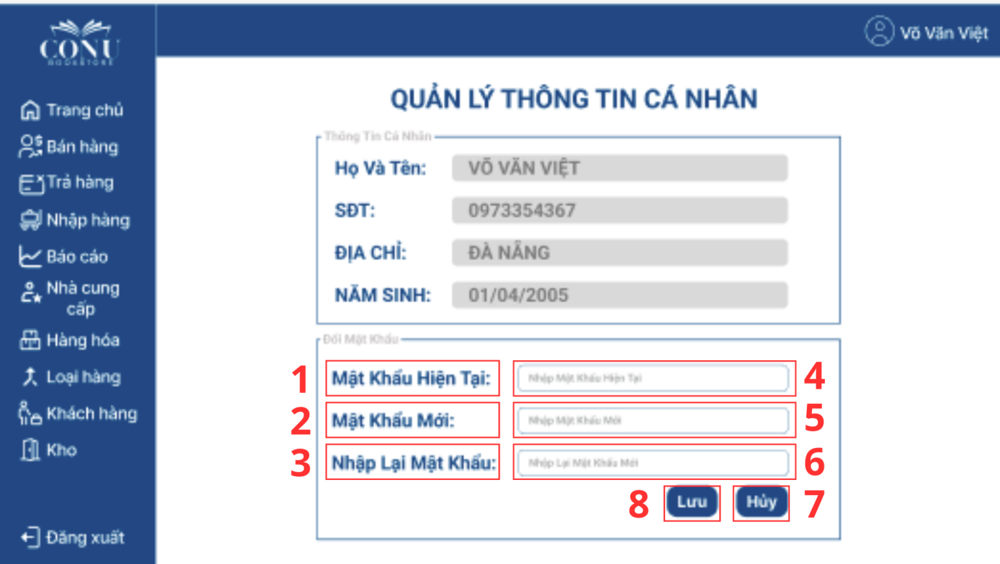 CONU
BOOKSTORE
Võ Văn Việt
Trang chủ
Bán hàng
Trả hàng
Nhập hàng
Báo cáo
Nhà cung
cấp
Hàng hóa
Loại hàng
Khách hàng
Kho
Đăng xuất
QUẢN LÝ THÔNG TIN CÁ NHÂN
Thông Tin Cá Nhân
Họ Và Tên: VÕ VĂN VIỆT
SĐT: 0973354367
ĐỊA CHỈ: ĐÀ NẴNG
NĂM SINH: 01/04/2005
Đổi Mật Khẩu
1 Mật Khẩu Hiện Tại: Nhập Mật Khẩu Hiện Tại 4
2 Mật Khẩu Mới: Nhập Mật Khẩu Mới 5
3 Nhập Lại Mật Khẩu: Nhập Lại Mật Khẩu Mới 6
8 Lưu Hủy 7